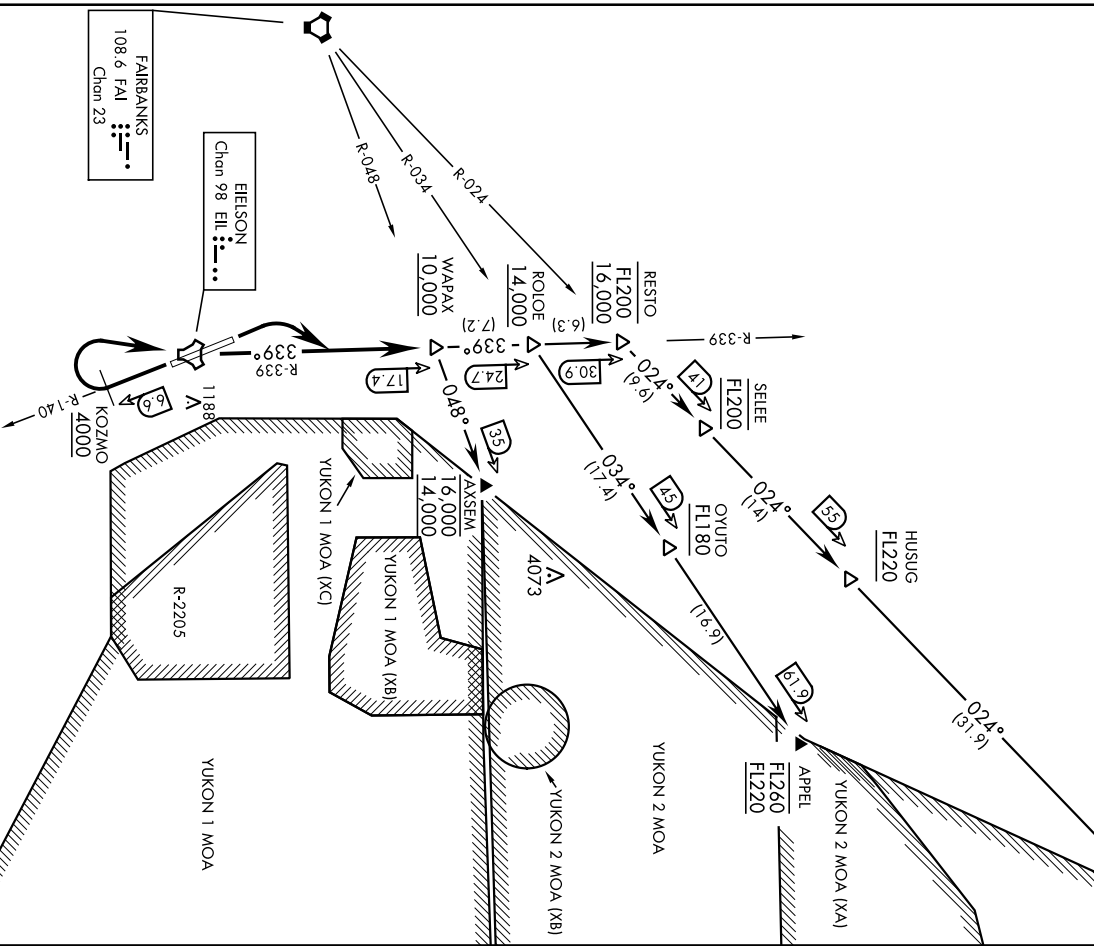 FAIRBANKS
108.6 FAI
Chan 23
EIELSON
Chan 98 EIL
R-048
R-034
R-024
WAPAX
10,000
ROLOE
14,000
RESTO
FL200
16,000
(7.2)
(6.3)
339°
R-339
339°
R-339
17.4
24.7
30.9
024°
(9.6)
41
SELEE
FL200
024°
(14)
55
HUSUG
FL220
024°
(31.9)
048°
35
AXSEM
16,000
14,000
034°
(17.4)
45
OYUTO
FL180
(16.9)
61.9
APPEL
FL260
FL220
4073
1188
6.6
KOZMO
4000
R-140
YUKON 1 MOA (XC)
YUKON 1 MOA (XB)
R-2205
YUKON 1 MOA
YUKON 2 MOA (XB)
YUKON 2 MOA
YUKON 2 MOA (XA)